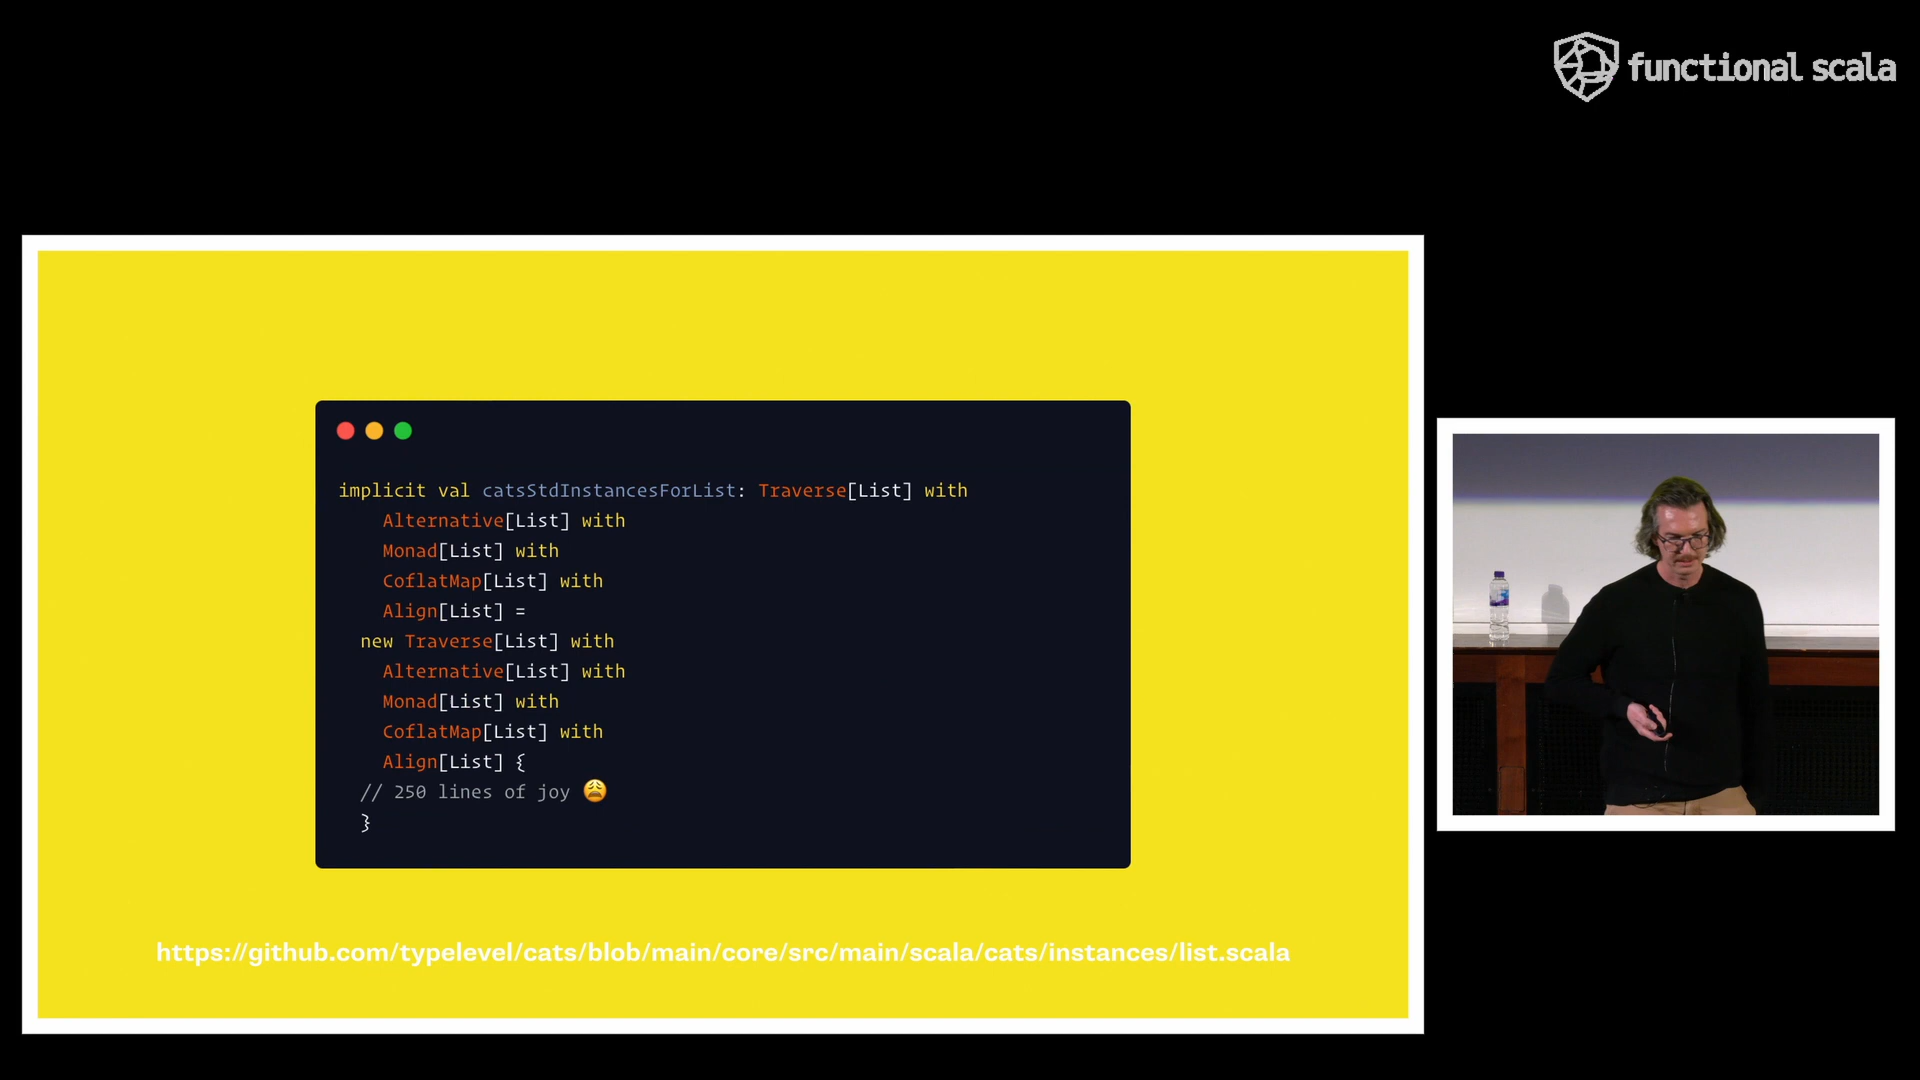 functional scala
implicit val catsStdInstancesForList: Traverse[List] with
Alternative[List] with
Monad[List] with
CoflatMap[List] with
Align[List] =
new Traverse[List] with
Alternative[List] with
Monad[List] with
CoflatMap[List] with
Align[List] {
// 250 lines of joy 😩
}
https://github.com/typelevel/cats/blob/main/core/src/main/scala/cats/instances/list.scala